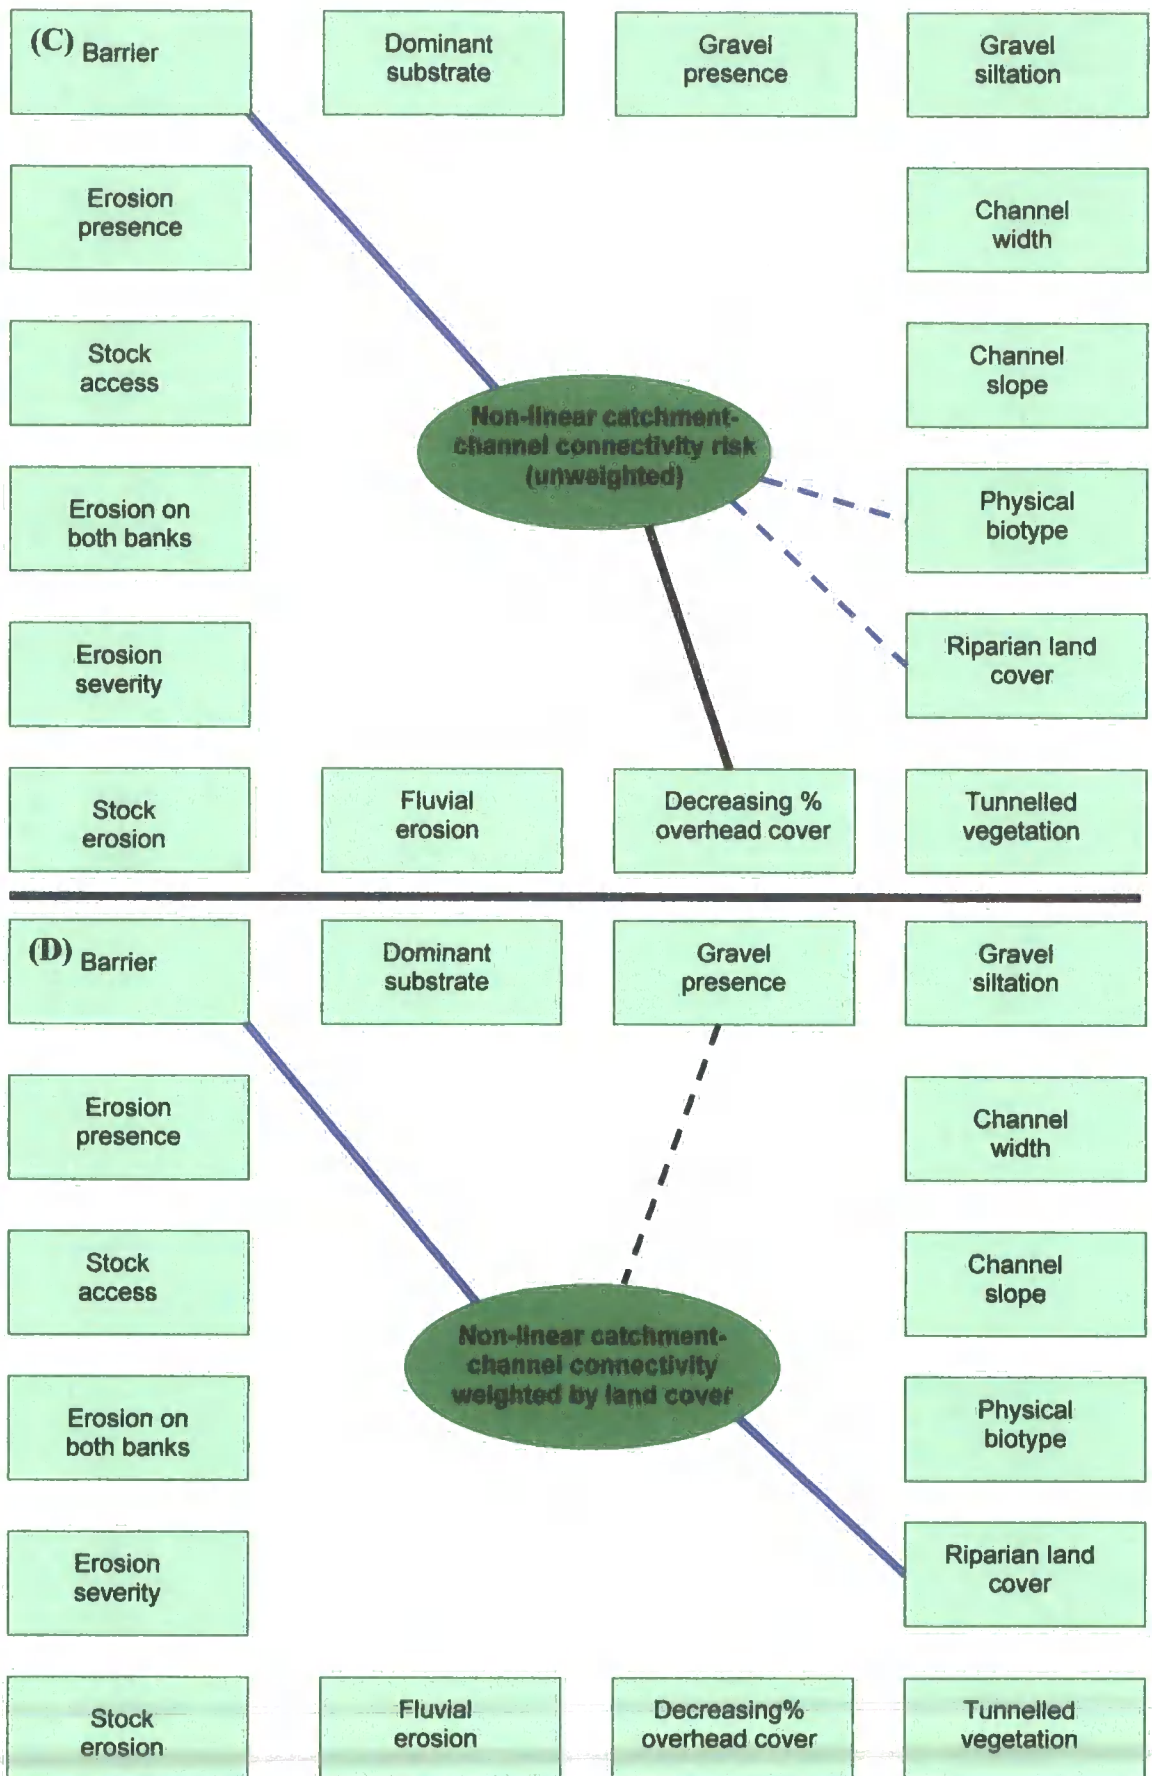 (C) Barrier
Dominant
substrate
Gravel
presence
Gravel
siltation
Erosion
presence
Channel
width
Stock
access
Channel
slope
Non-linear catchment-
channel connectivity risk
(unweighted)
Erosion on
both banks
Physical
biotype
Erosion
severity
Riparian land
cover
Stock
erosion
Fluvial
erosion
Decreasing %
overhead cover
Tunnelled
vegetation
(D) Barrier
Dominant
substrate
Gravel
presence
Gravel
siltation
Erosion
presence
Channel
width
Stock
access
Channel
slope
Non-linear catchment-
channel connectivity
weighted by land cover
Erosion on
both banks
Physical
biotype
Erosion
severity
Riparian land
cover
Stock
erosion
Fluvial
erosion
Decreasing%
overhead cover
Tunnelled
vegetation